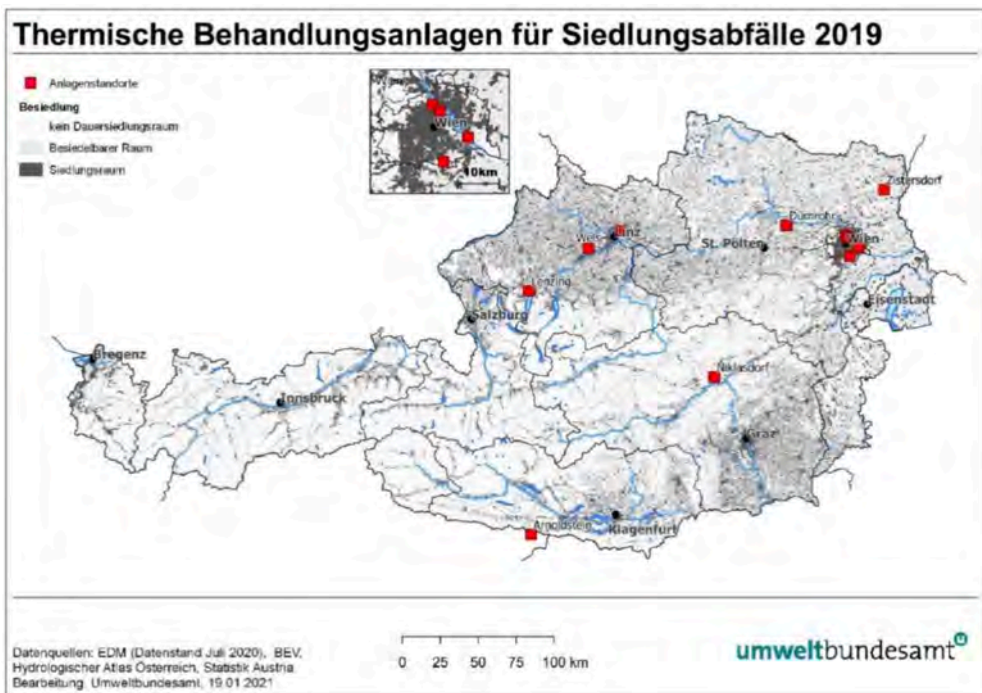 Thermische Behandlungsanlagen für Siedlungsabfälle 2019
Anlagenstandorte
Besiedlung
kein Dauersiedlungsraum
Besiedelbarer Raum
Siedlungsraum
Wien
10km
Zistersdorf
Dürnrohr
Linz
Wels
St. Pölten
Wien
Lenzing
Eisenstadt
Salzburg
Bregenz
Niklasdorf
Innsbruck
Graz
Arnoldstein
Klagenfurt
Datenquellen: EDM (Datenstand Juli 2020), BEV,
Hydrologischer Atlas Österreich, Statistik Austria
Bearbeitung: Umweltbundesamt, 19.01.2021
0 25 50 75 100 km
umweltbundesamt